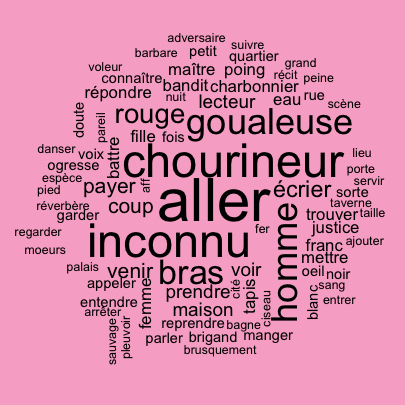 adversaire
barbare petit suivre
quartier
voleur maître poing grand
connaître récit peine
répondre bandit charbonnier
nuit lecteur eau rue
scène
doute pareil rouge goualeuse
fille fois
danser voix battre chourineur lieu
ogresse porte
espèce payer aff aller écrier sorte servir
pied taverne
réverbère coup trouver taille
garder
regarder inconnu fer homme justice
franc ajouter
moeurs mettre
palais venir bras voir oeil noir
appeler sang
entendre femme prendre cité tapis ciseau blanc entrer
arrêter maison
sauvage pleuvoir reprendre bagne
parler brigand manger
brusquement